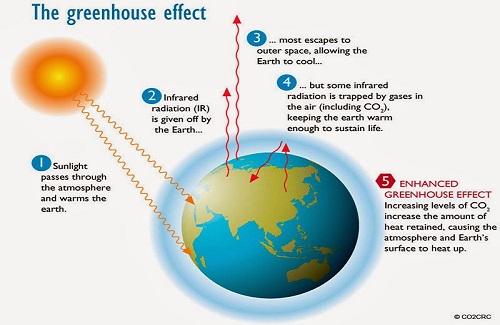 The greenhouse effect
1 Sunlight
passes through
the atmosphere
and warms the
earth.
2 Infrared
radiation (IR)
is given off by
the Earth...
3 ... most escapes to
outer space, allowing the
Earth to cool...
4 ... but some infrared
radiation is trapped by gases in
the air (including CO₂),
keeping the earth warm
enough to sustain life.
5 ENHANCED
GREENHOUSE EFFECT
Increasing levels of CO₂
increase the amount of
heat retained, causing the
atmosphere and Earth's
surface to heat up.
© CO2CRC